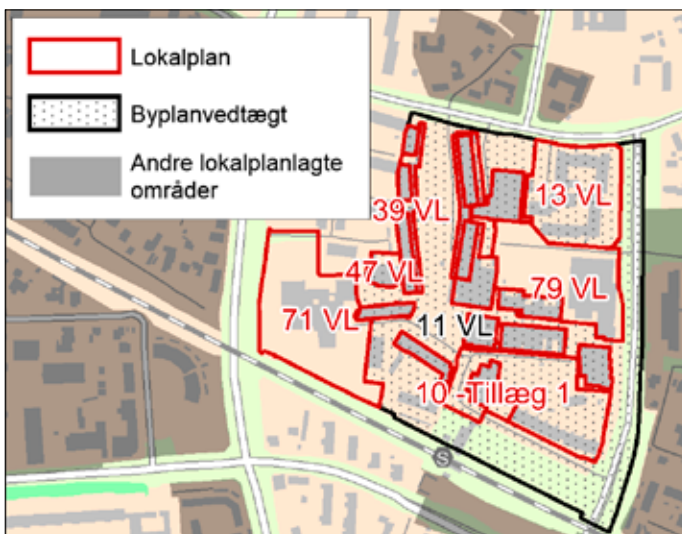 Lokalplan
Byplanvedtægt
Andre lokalplanlagte
områder
13 VL
39 VL
47 VL
79 VL
71 VL
11 VL
10 -Tillæg 1
S